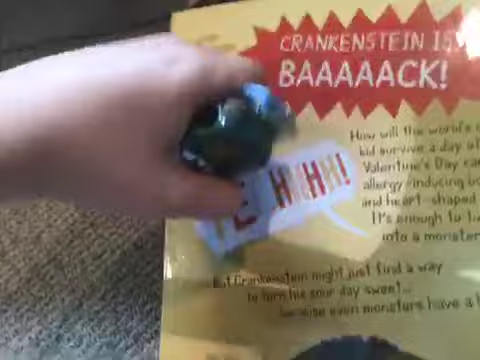 CRANKENSTEIN IS
BAAAAACK!
How will the world's
kid survive a day of
Valentine's Day
allergy-inducing
and heart-shaped
It's enough to
into a monster
HHHH!
But Crankenstein might just find a way
to turn his sour day sweet...
because even monsters have a